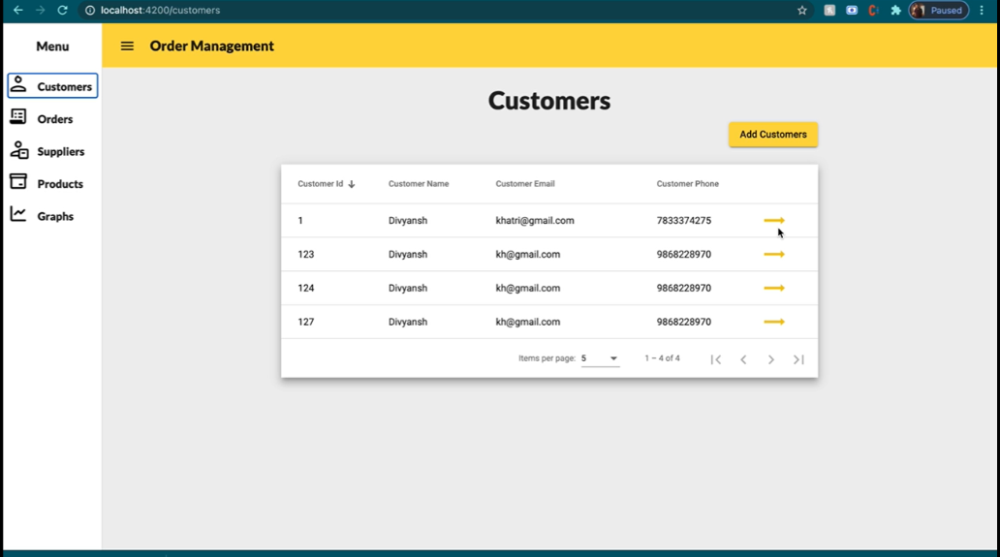 localhost:4200/customers
Paused
Menu
Order Management
Customers
Orders
Suppliers
Products
Graphs
Customers
Add Customers
Customer Id Customer Name Customer Email Customer Phone
1 Divyansh khatri@gmail.com 7833374275
123 Divyansh kh@gmail.com 9868228970
124 Divyansh kh@gmail.com 9868228970
127 Divyansh kh@gmail.com 9868228970
Items per page: 5 1 – 4 of 4